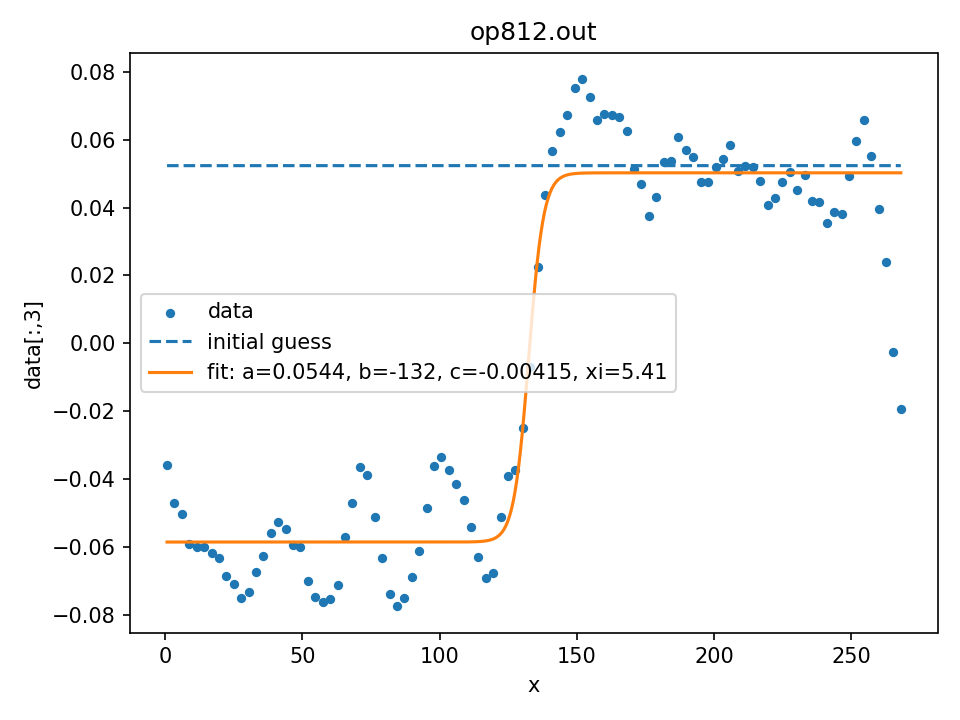 op812.out
0.08
0.06
0.04
0.02
0.00
−0.02
−0.04
−0.06
−0.08
data[:,3]
data
initial guess
fit: a=0.0544, b=-132, c=-0.00415, xi=5.41
0 50 100 150 200 250
x